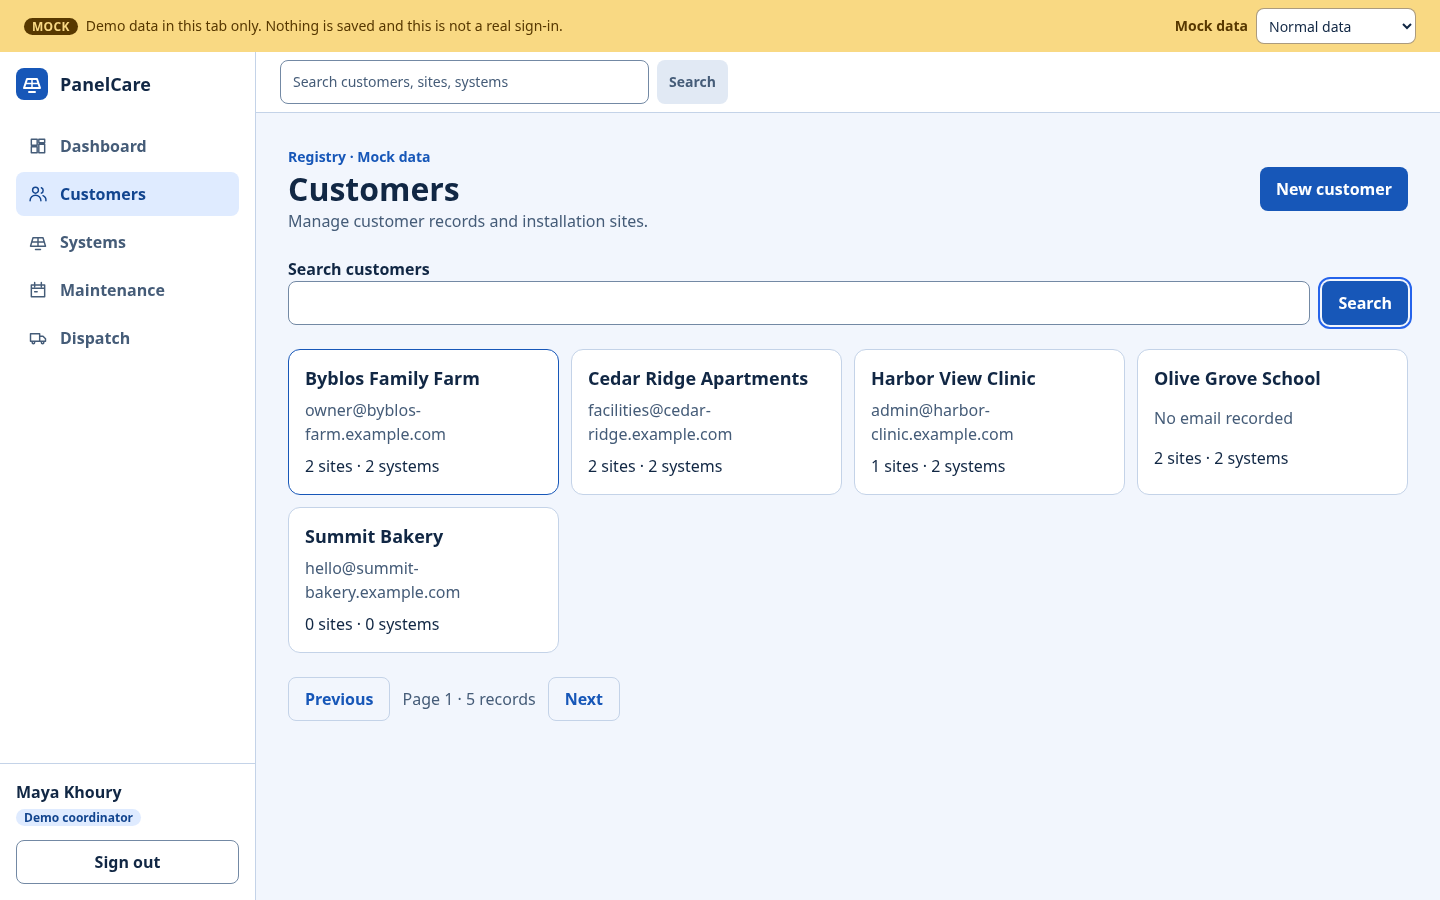 MOCK Demo data in this tab only. Nothing is saved and this is not a real sign-in.
Mock data Normal data
PanelCare
Search customers, sites, systems Search
Dashboard
Customers
Systems
Maintenance
Dispatch
Maya Khoury
Demo coordinator
Sign out
Registry · Mock data
Customers
Manage customer records and installation sites.
New customer
Search customers
Search
Byblos Family Farm
owner@byblos-
farm.example.com
2 sites · 2 systems
Cedar Ridge Apartments
facilities@cedar-
ridge.example.com
2 sites · 2 systems
Harbor View Clinic
admin@harbor-
clinic.example.com
1 sites · 2 systems
Olive Grove School
No email recorded
2 sites · 2 systems
Summit Bakery
hello@summit-
bakery.example.com
0 sites · 0 systems
Previous Page 1 · 5 records Next